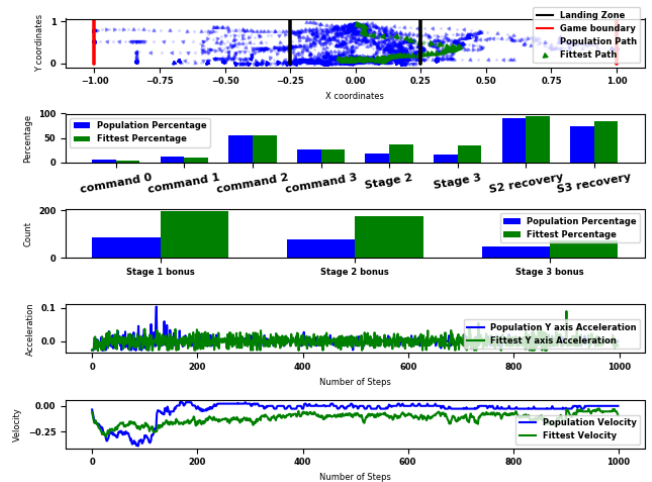 Y coordinates
1
0
Landing Zone
Game boundary
Population Path
Fittest Path
−1.00 −0.75 −0.50 −0.25 0.00 0.25 0.50 0.75 1.00
X coordinates
Percentage
100
50
0
Population Percentage
Fittest Percentage
command 0 command 1 command 2 command 3 Stage 2 Stage 3 S2 recovery S3 recovery
Count
200
0
Population Percentage
Fittest Percentage
Stage 1 bonus Stage 2 bonus Stage 3 bonus
Acceleration
0.1
0.0
Population Y axis Acceleration
Fittest Y axis Acceleration
0 200 400 600 800 1000
Number of Steps
Velocity
0.00
−0.25
Population Velocity
Fittest Velocity
0 200 400 600 800 1000
Number of Steps